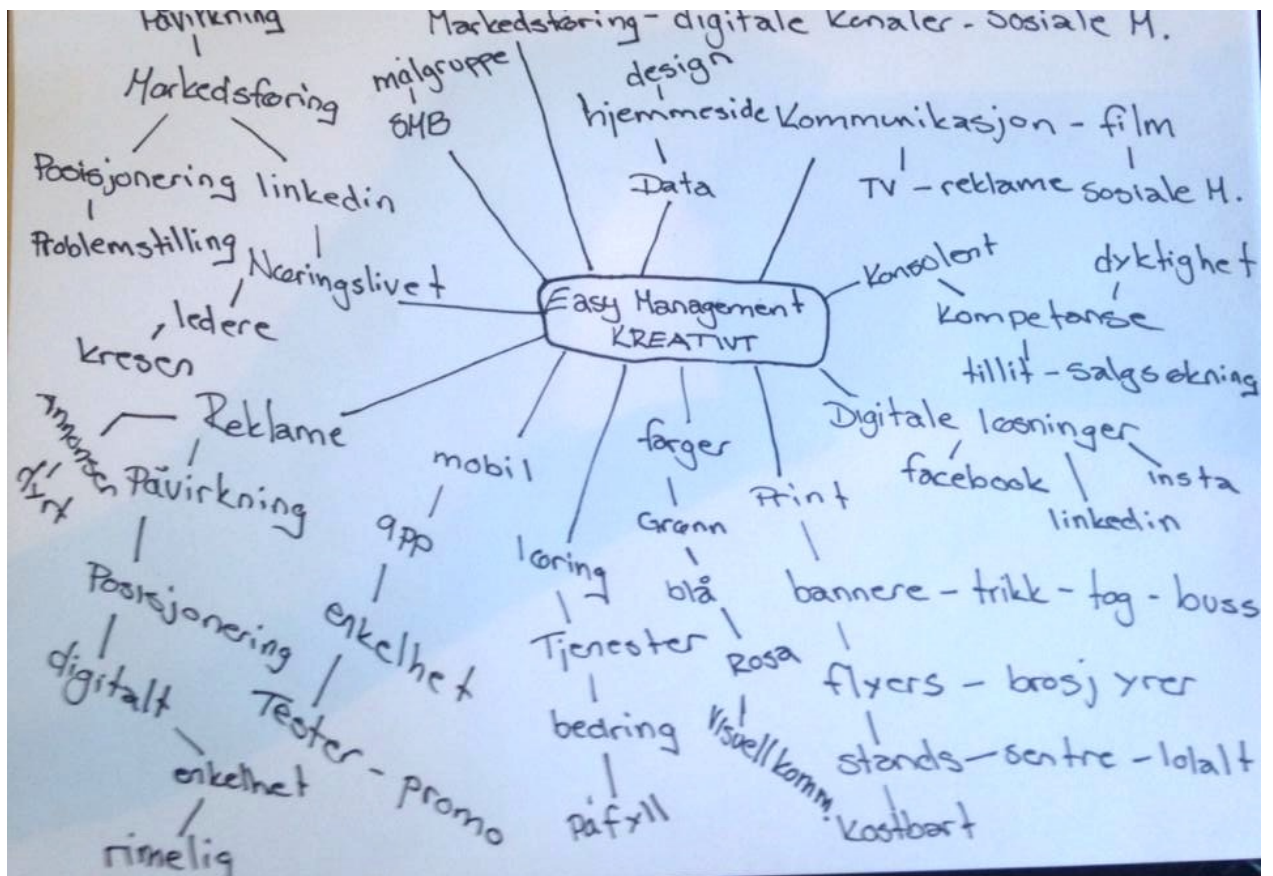 Påvirkning
Markedsføring - digitale kanaler - Sosiale M.
Markedsføring
målgruppe
SMB
design
hjemmeside
Data
Kommunikasjon - film
TV - reklame
sosiale M.
Posisjonering
linkedin
Problemstilling
Næringslivet
ledere
kresen
Easy Management
KREATIVT
Konsolent
dyktighet
kompetanse
tillit - salgsøkning
Digitale løsninger
facebook
linkedin
insta
Reklame
Annonser
dyrt
Påvirkning
Posisjonering
digitalt
enkelhet
rimelig
mobil
app
enkelhet
Tester - promo
læring
Tjenester
bedring
påfyll
farger
Grønn
blå
Rosa
Visuell komm.
Print
bannere - trikk - tog - buss
flyers - brosjyrer
stands - sentre - lolalt
kostbart